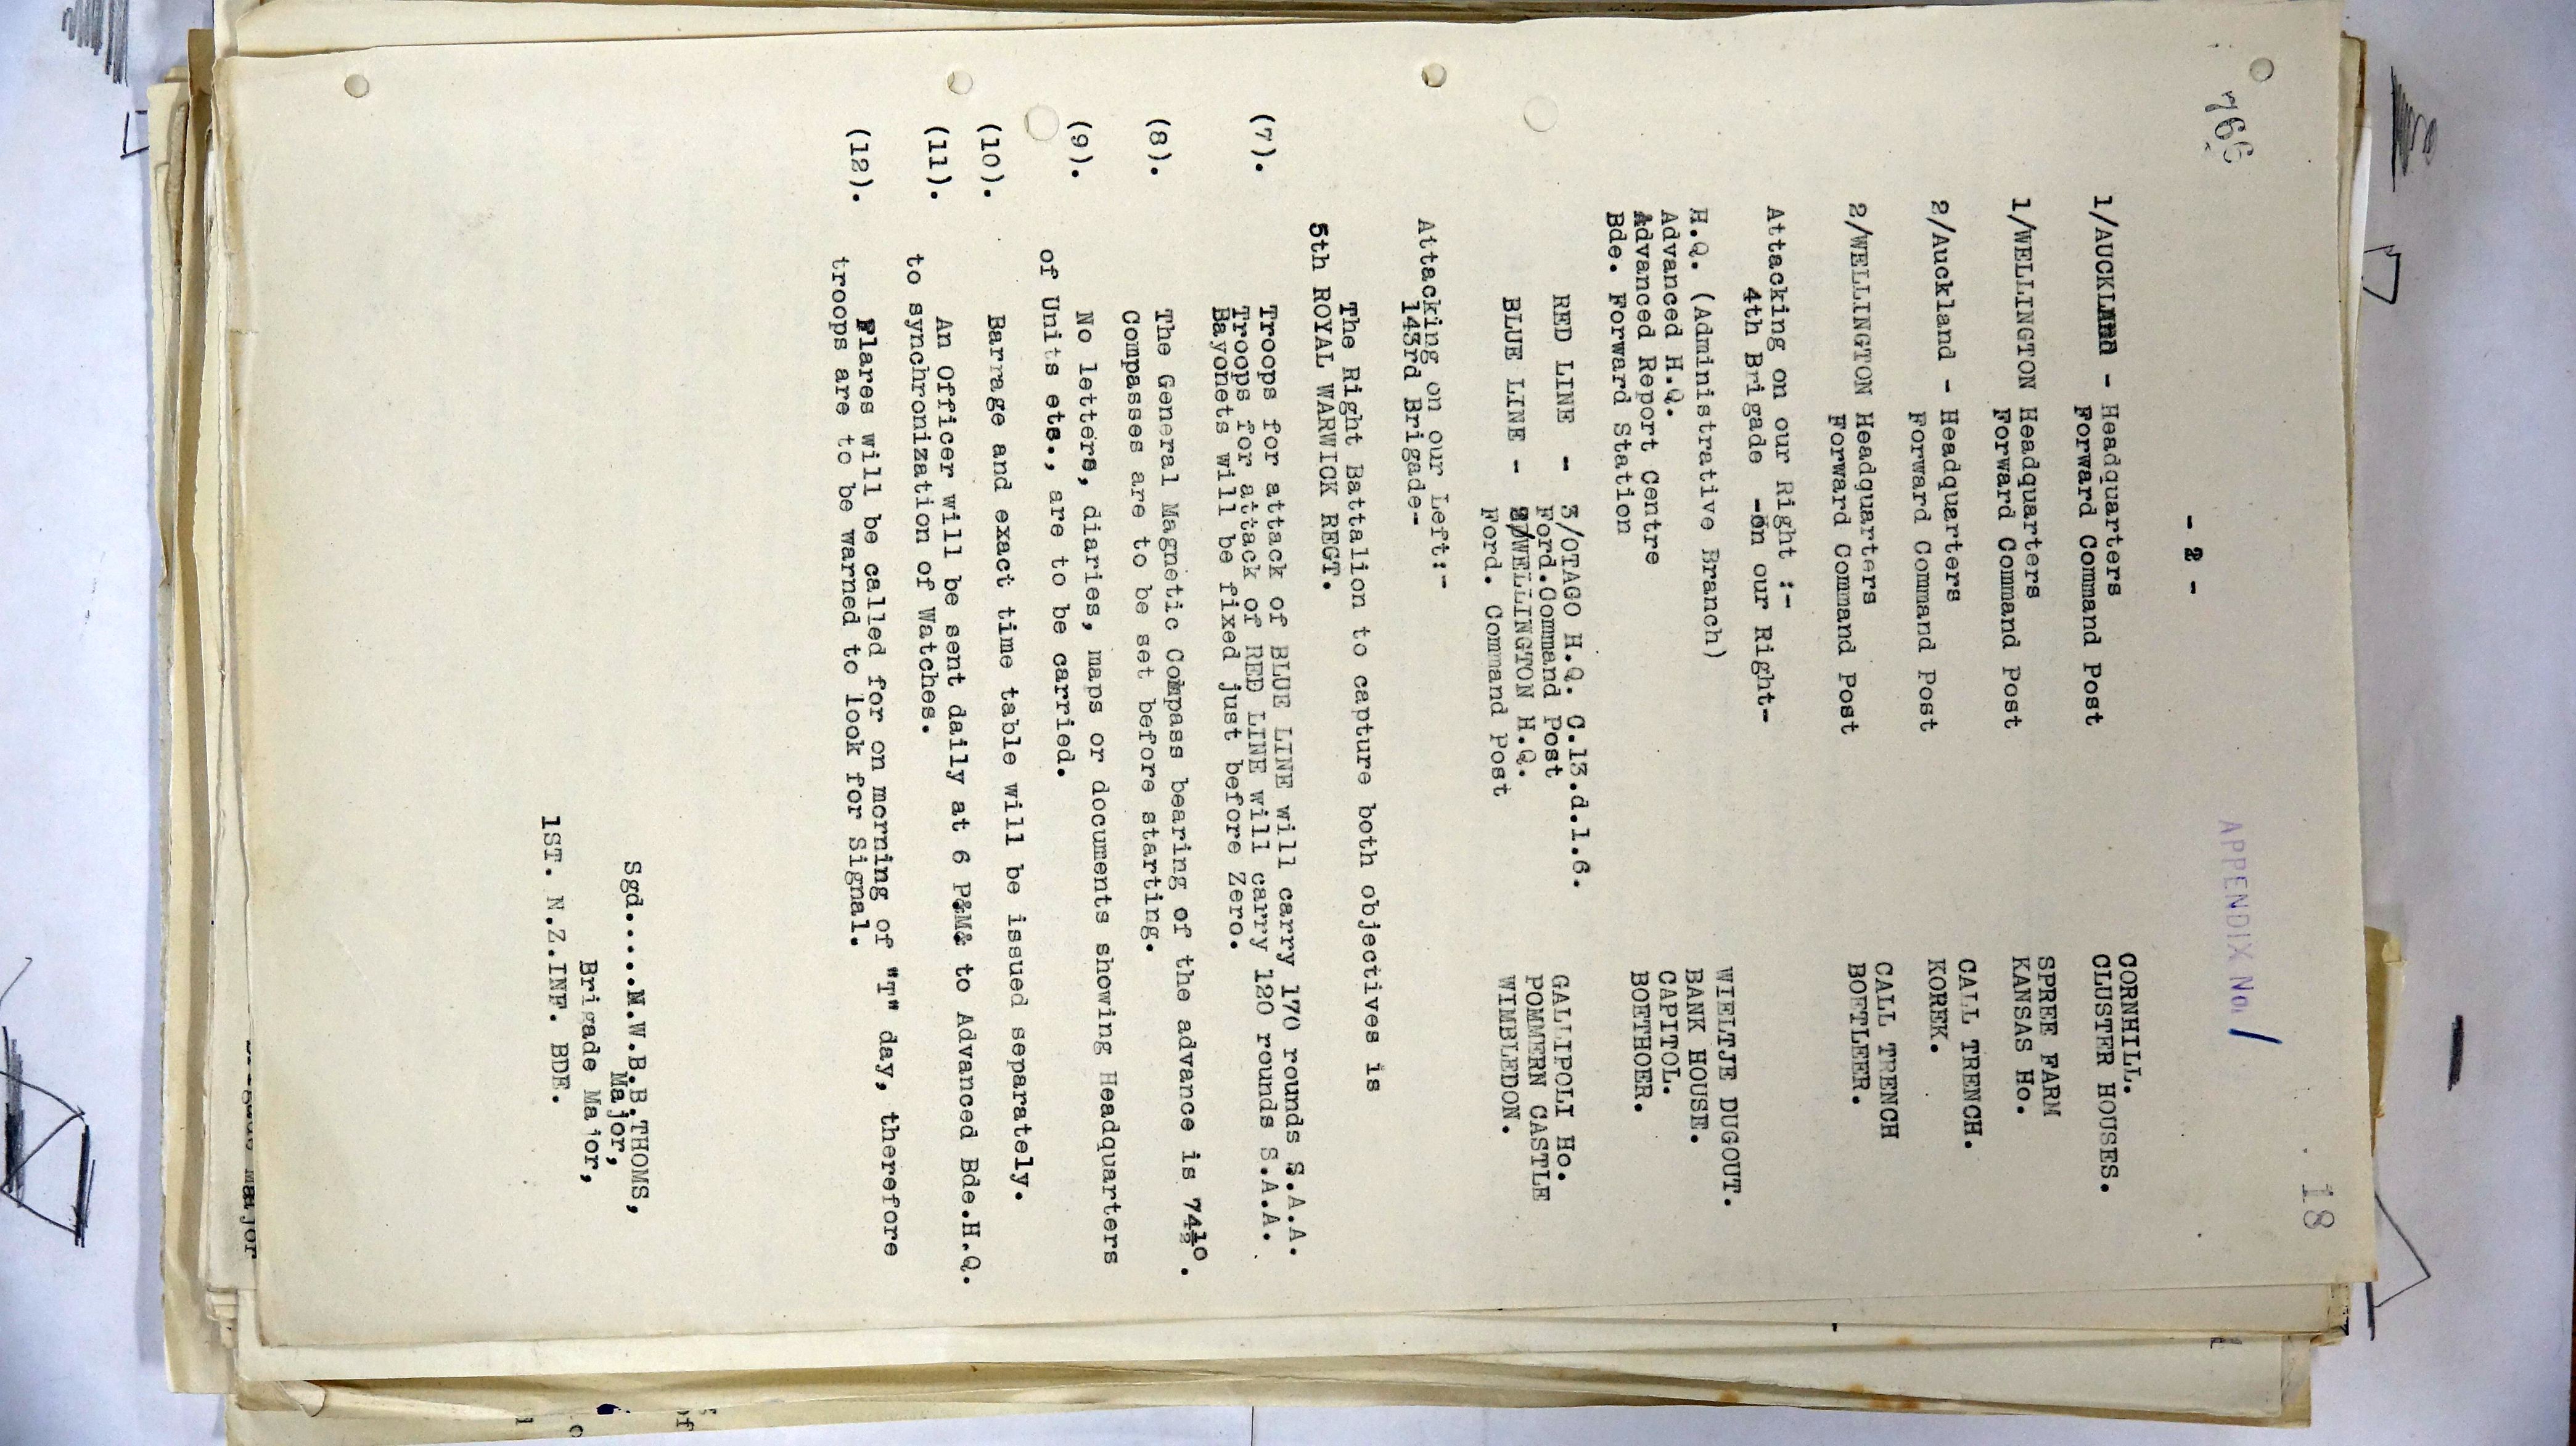 766
18
APPENDIX No. 1
- 2 -
1/AUCKLAND - Headquarters CORNHILL.
Forward Command Post CLUSTER HOUSES.
1/WELLINGTON Headquarters SPREE FARM
Forward Command Post KANSAS Ho.
2/Auckland - Headquarters CALL TRENCH.
Forward Command Post KOREK.
2/WELLINGTON Headquarters CALL TRENCH
Forward Command Post BOETLEER.
Attacking on our Right :-
4th Brigade -on our Right-
H.Q. (Administrative Branch) WIELTJE DUGOUT.
Advanced H.Q. BANK HOUSE.
Advanced Report Centre CAPITOL.
Bde. Forward Station BOETHOER.
RED LINE - 3/OTAGO H.Q. C.13.d.1.6. GALLIPOLI Ho.
Ford.Command Post POMMERN CASTLE
BLUE LINE - 2/WELLINGTON H.Q. WIMBLEDON.
Ford. Command Post
Attacking on our Left:-
143rd Brigade-
The Right Battalion to capture both objectives is
5th ROYAL WARWICK REGT.
(7). Troops for attack of BLUE LINE will carry 170 rounds S.A.A.
Troops for attack of RED LINE will carry 120 rounds S.A.A.
Bayonets will be fixed just before Zero.
(8). The General Magnetic Compass bearing of the advance is 74½°.
Compasses are to be set before starting.
(9). No letters, diaries, maps or documents showing Headquarters
of Units ets., are to be carried.
(10). Barrage and exact time table will be issued separately.
(11). An Officer will be sent daily at 6 P&M& to Advanced Bde.H.Q.
to synchronization of Watches.
(12). Flares will be called for on morning of "T" day, therefore
troops are to be warned to look for Signal.
Sgd......M.W.B.B.THOMS,
Major,
Brigade Major,
1ST. N.Z.INF. BDE.
Major